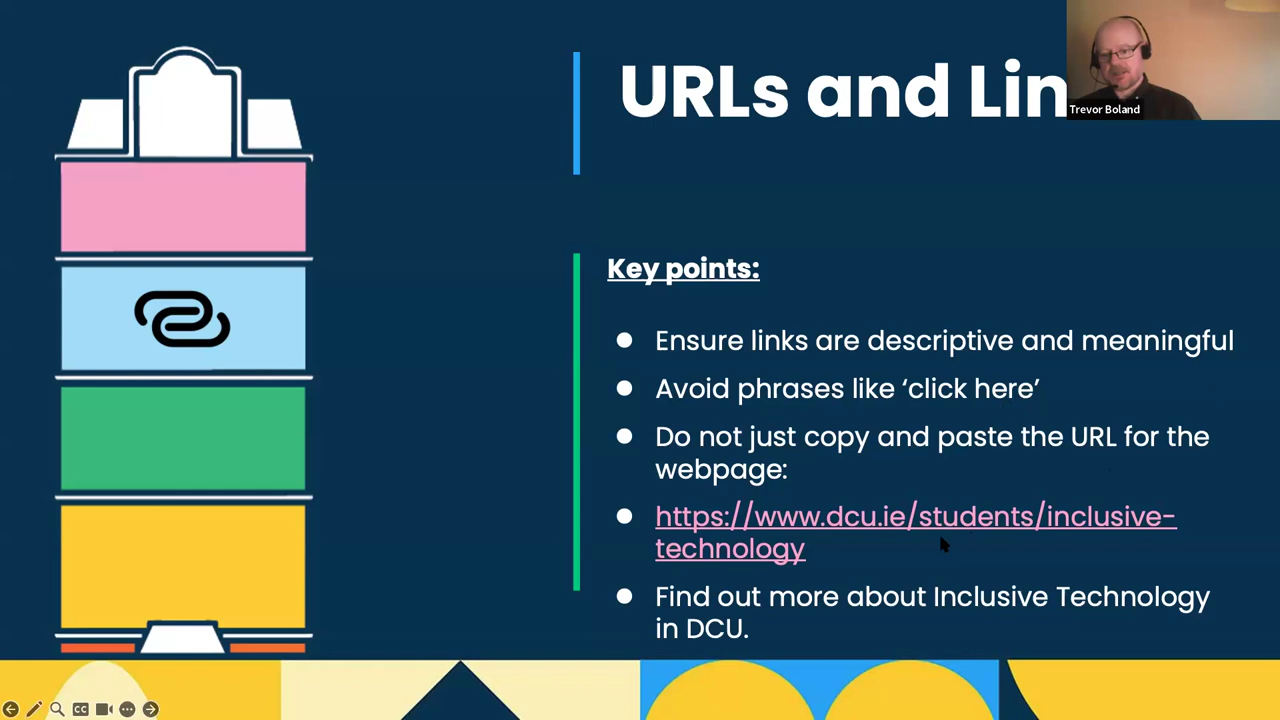 URLs and Lin
Trevor Boland
Key points:
Ensure links are descriptive and meaningful
Avoid phrases like ‘click here’
Do not just copy and paste the URL for the
webpage:
https://www.dcu.ie/students/inclusive-
technology
Find out more about Inclusive Technology
in DCU.
CC